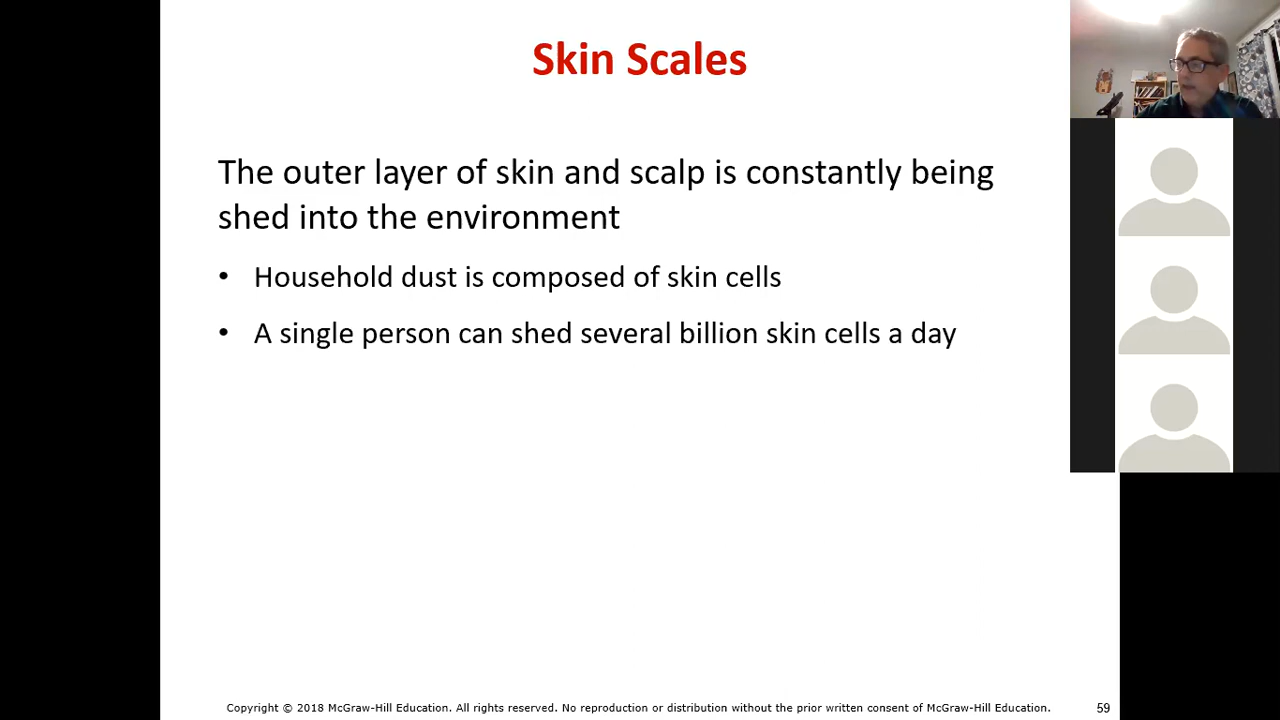 Skin Scales
The outer layer of skin and scalp is constantly being
shed into the environment
• Household dust is composed of skin cells
• A single person can shed several billion skin cells a day
Copyright © 2018 McGraw-Hill Education. All rights reserved. No reproduction or distribution without the prior written consent of McGraw-Hill Education.
59